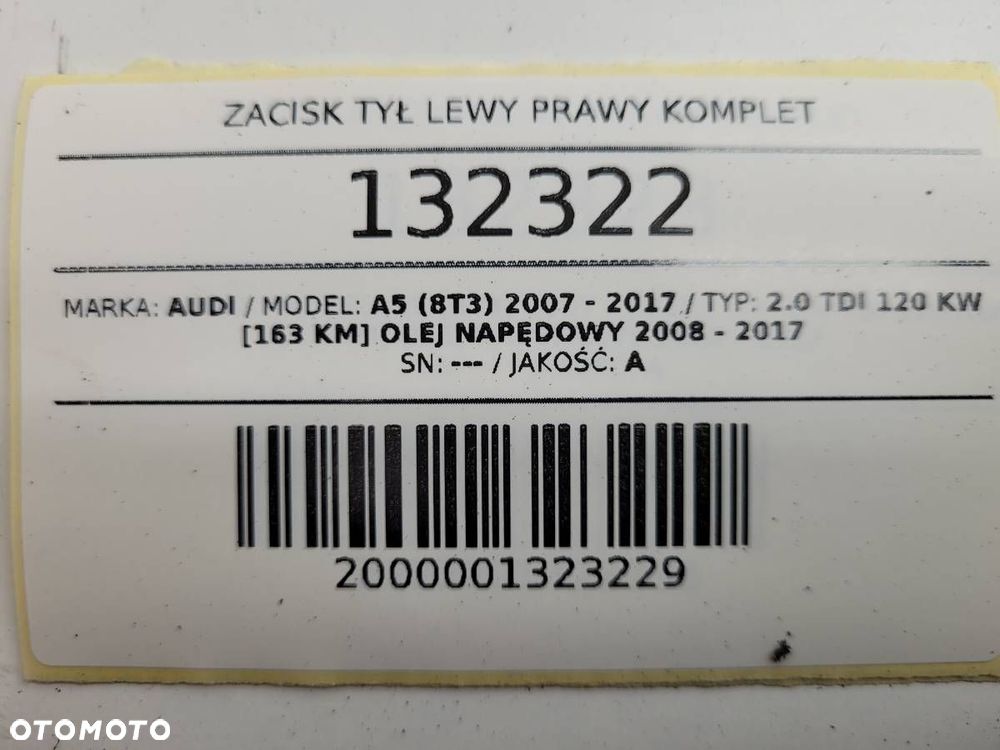 ZACISK TYŁ LEWY PRAWY KOMPLET
132322
MARKA: AUDI / MODEL: A5 (8T3) 2007 - 2017 / TYP: 2.0 TDI 120 KW
[163 KM] OLEJ NAPĘDOWY 2008 - 2017
SN: --- / JAKOŚĆ: A
2000001323229
OTOMOTO